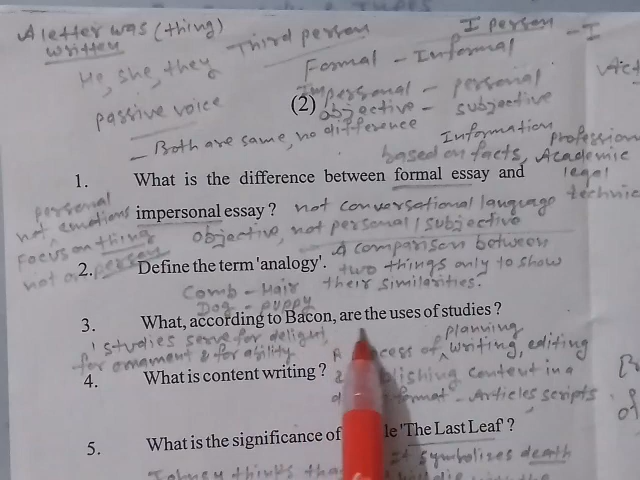 A letter was (thing) Third person I person - I
written
He, she, they Formal - Informal
Impersonal - personal
passive voice (2) objective - subjective
- Both are same, no difference Information profession
based on facts, Academic
1. What is the difference between formal essay and legal
personal technic
not emotions impersonal essay ? not conversational language
Focus on thing objective, not personal / subjective
not on person A comparison between
2. Define the term 'analogy'. two things only to show
Comb - Hair their similarities.
Dog - puppy
3. What, according to Bacon, are the uses of studies ?
'studies serve for delight, planning
for ornament & for ability of writing, editing
4. What is content writing ? content in a
format - Articles scripts
5. What is the significance of 'The Last Leaf' ?
symbolizes death
Johnsy thinks